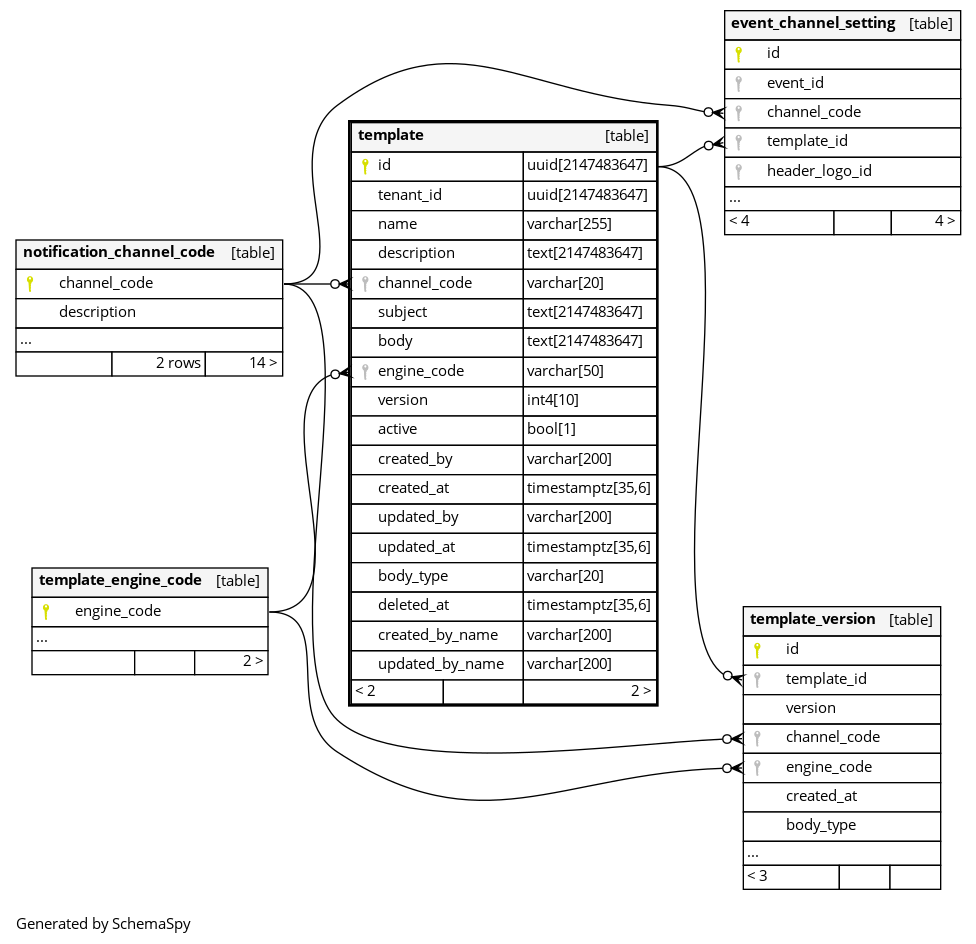 event_channel_setting [table]
id
event_id
channel_code
template_id
header_logo_id
...
< 4 4 >
template [table]
id uuid[2147483647]
tenant_id uuid[2147483647]
name varchar[255]
description text[2147483647]
channel_code varchar[20]
subject text[2147483647]
body text[2147483647]
engine_code varchar[50]
version int4[10]
active bool[1]
created_by varchar[200]
created_at timestamptz[35,6]
updated_by varchar[200]
updated_at timestamptz[35,6]
body_type varchar[20]
deleted_at timestamptz[35,6]
created_by_name varchar[200]
updated_by_name varchar[200]
< 2 2 >
notification_channel_code [table]
channel_code
description
...
2 rows 14 >
template_engine_code [table]
engine_code
...
2 >
template_version [table]
id
template_id
version
channel_code
engine_code
created_at
body_type
...
< 3
Generated by SchemaSpy